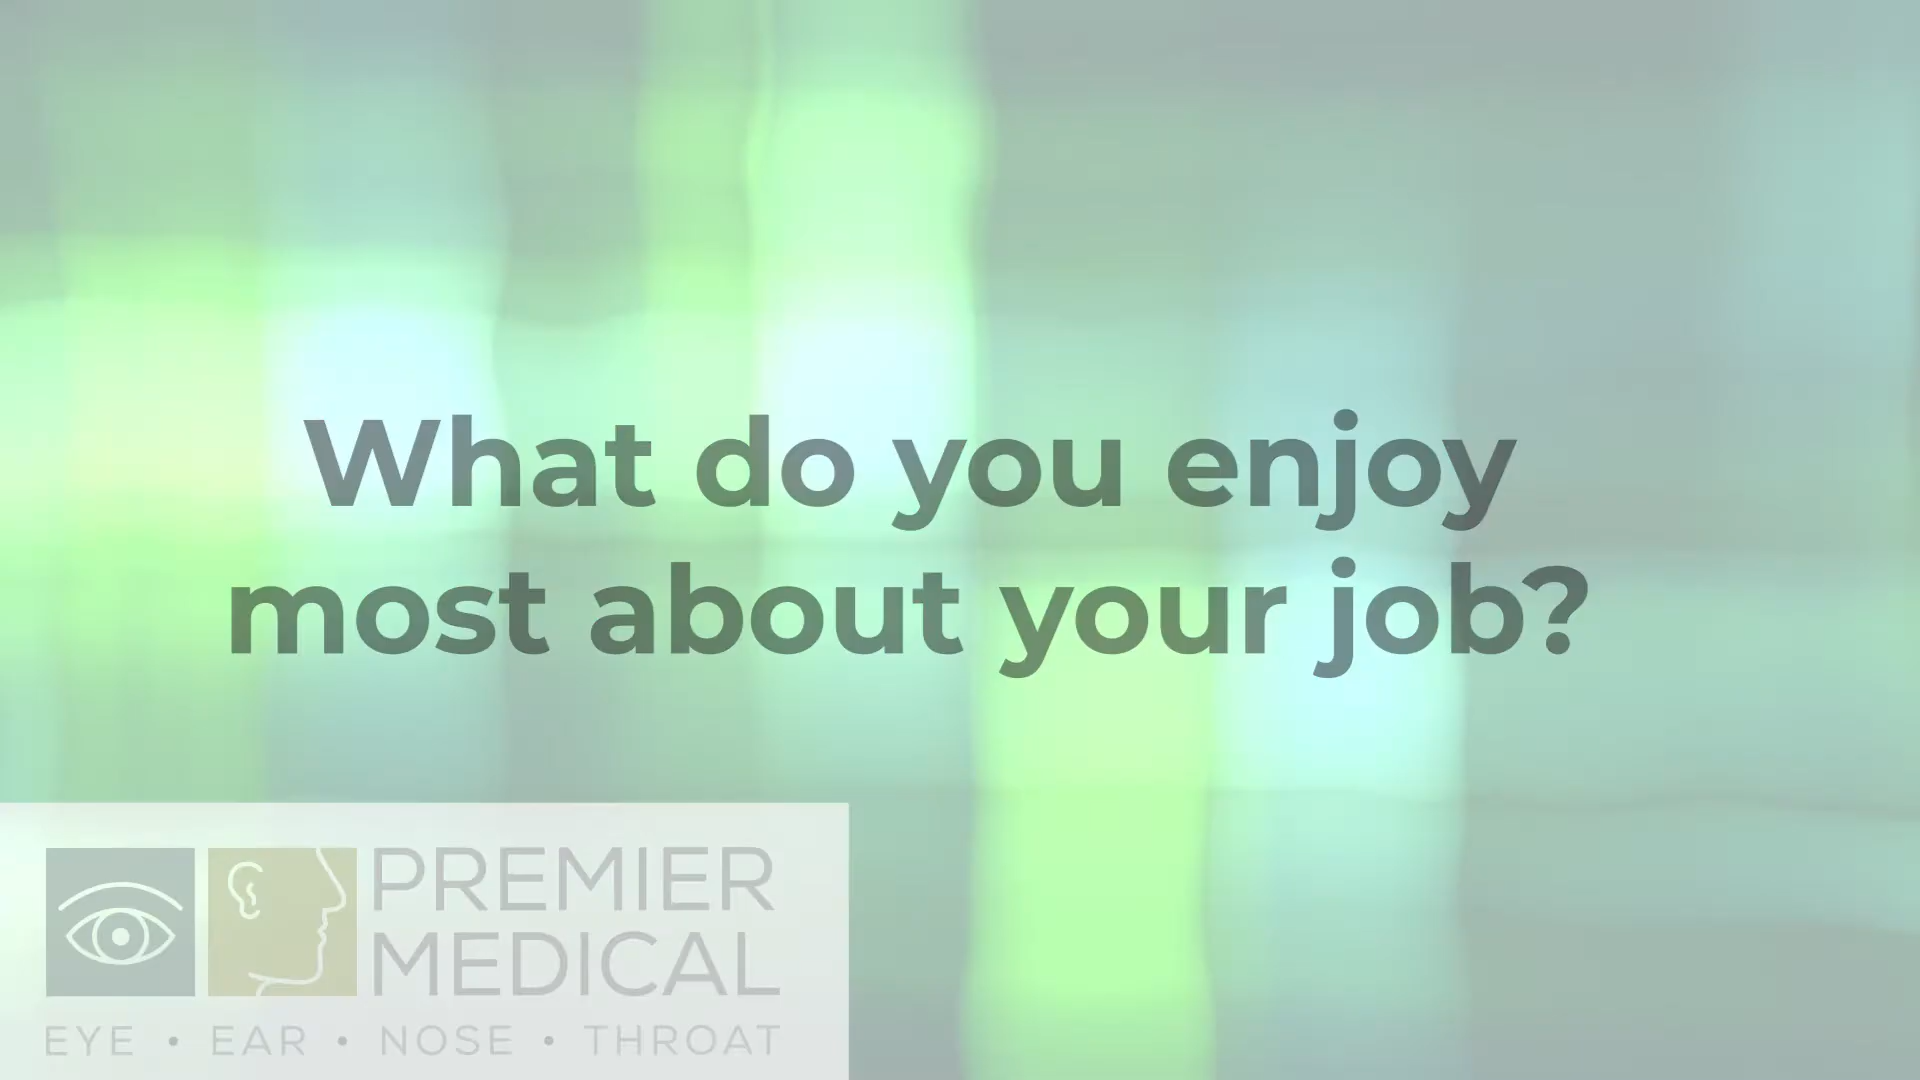 What do you enjoy
most about your job?
PREMIER
MEDICAL
EYE • EAR • NOSE • THROAT